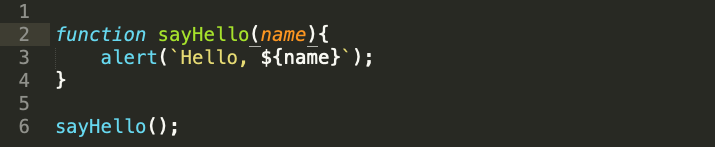 1
2 function sayHello(name){
3     alert(`Hello, ${name}`);
4 }
5
6 sayHello();